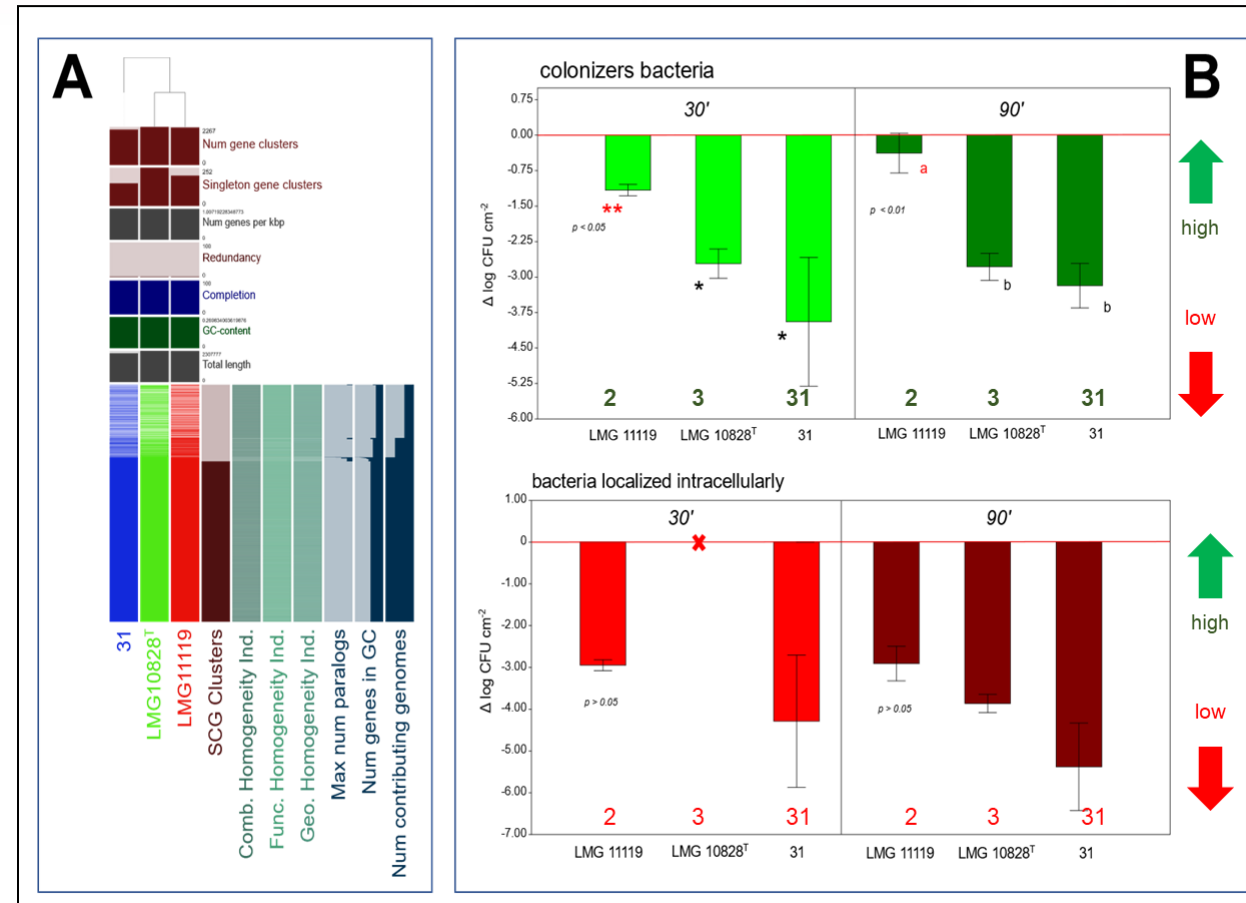 A
2267
Num gene clusters
0
252
Singleton gene clusters
0
Num genes per kbp
0
100
Redundancy
0
100
Completion
0
GC-content
0
2307777
Total length
0
31
LMG10828ᵀ
LMG11119
SCG Clusters
Comb. Homogeneity Ind.
Func. Homogeneity Ind.
Geo. Homogeneity Ind.
Max num paralogs
Num genes in GC
Num contributing genomes
B
colonizers bacteria
30' 90'
0.75
0.00
-0.75
-1.50
-2.25
-3.00
-3.75
-4.50
-5.25
-6.00
Δ log CFU cm⁻²
**
p < 0.05
*
*
a
p < 0.01
b
b
2 3 31 2 3 31
LMG 11119 LMG 10828ᵀ 31 LMG 11119 LMG 10828ᵀ 31
high
low
bacteria localized intracellularly
30' 90'
1.00
0
-1.00
-2.00
-3.00
-4.00
-5.00
-6.00
-7.00
Δ log CFU cm⁻²
p > 0.05
p > 0.05
2 3 31 2 3 31
LMG 11119 LMG 10828ᵀ 31 LMG 11119 LMG 10828ᵀ 31
high
low